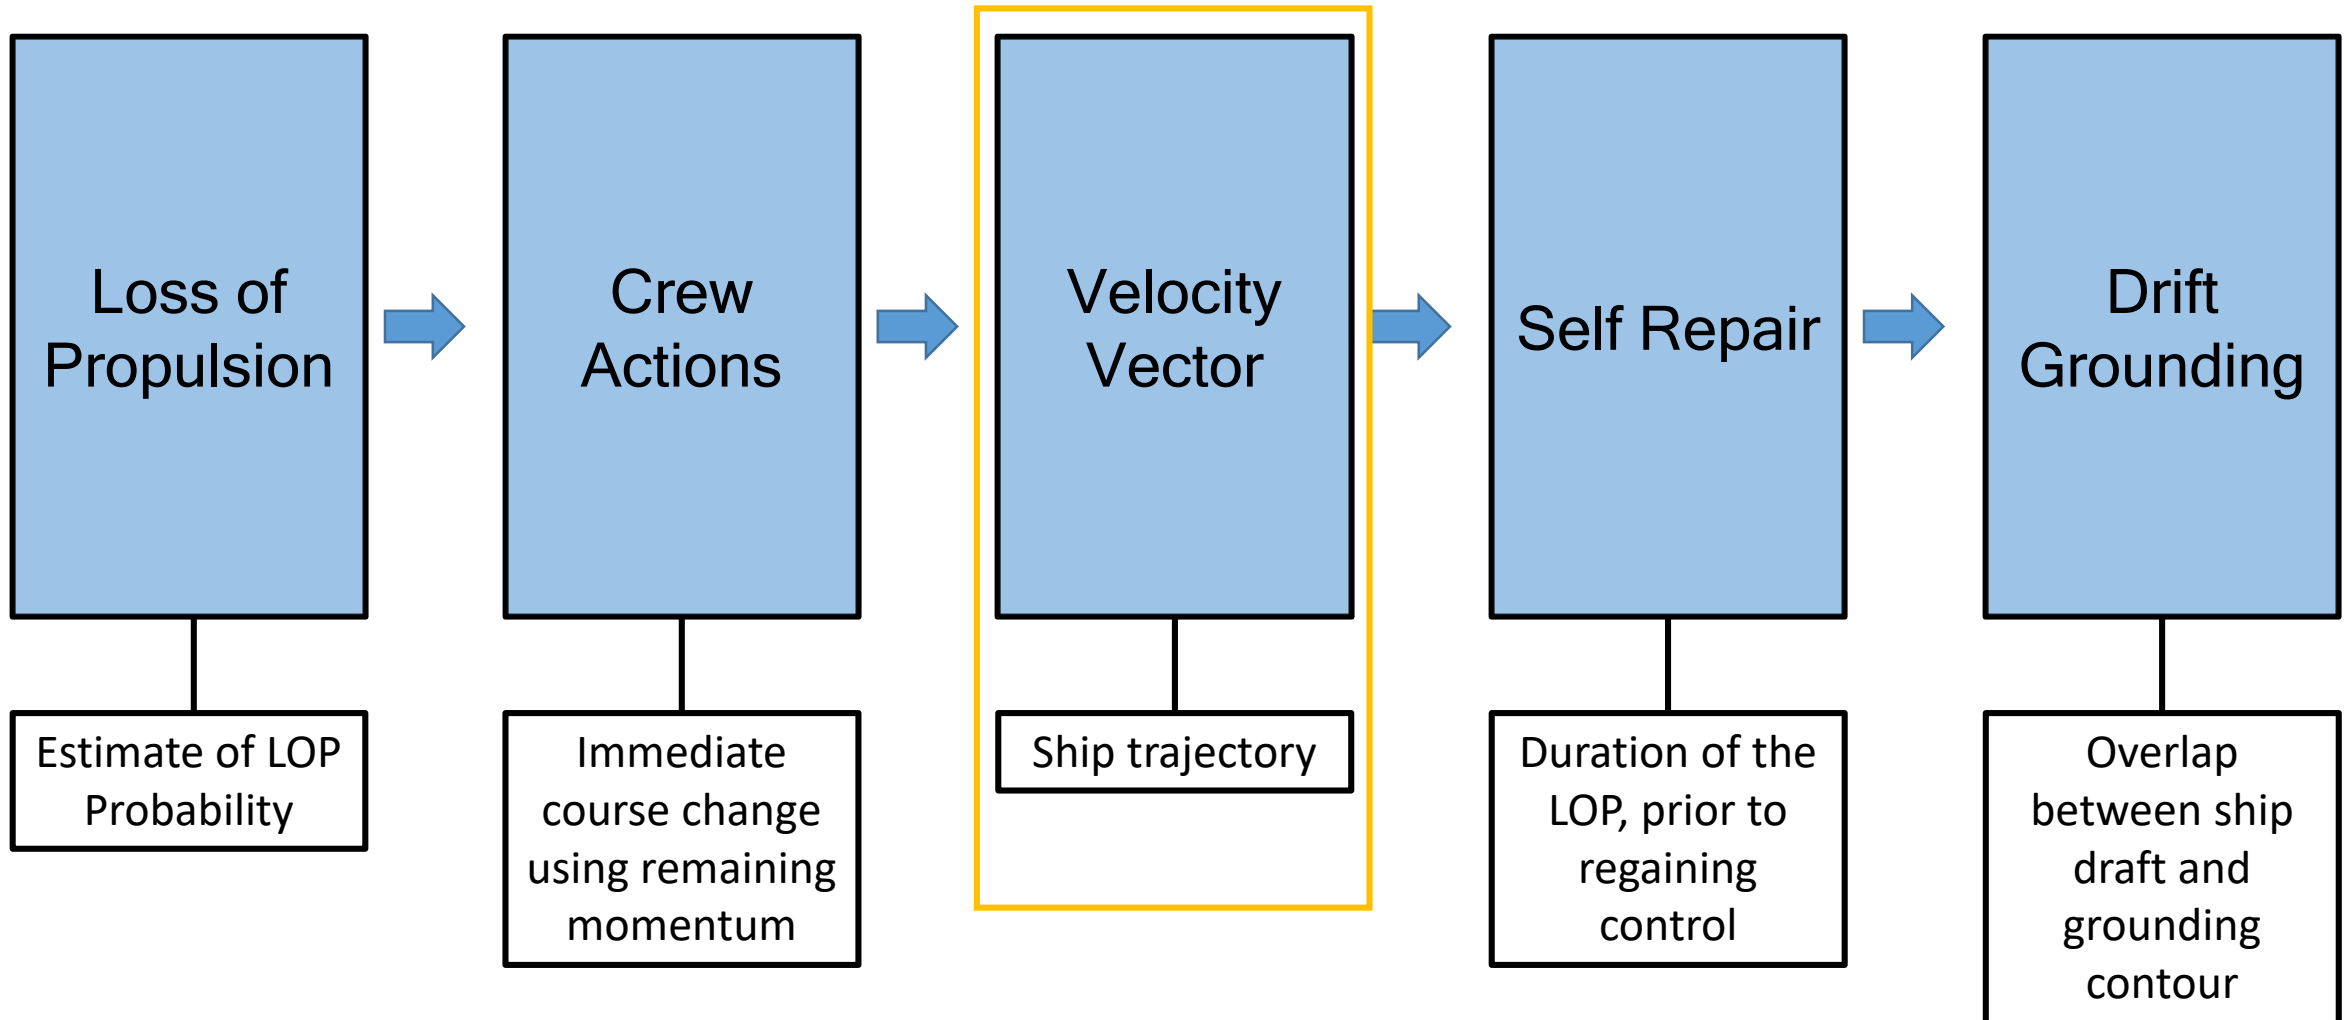 Loss of
Propulsion
Crew
Actions
Velocity
Vector
Self Repair
Drift
Grounding
Estimate of LOP
Probability
Immediate
course change
using remaining
momentum
Ship trajectory
Duration of the
LOP, prior to
regaining
control
Overlap
between ship
draft and
grounding
contour